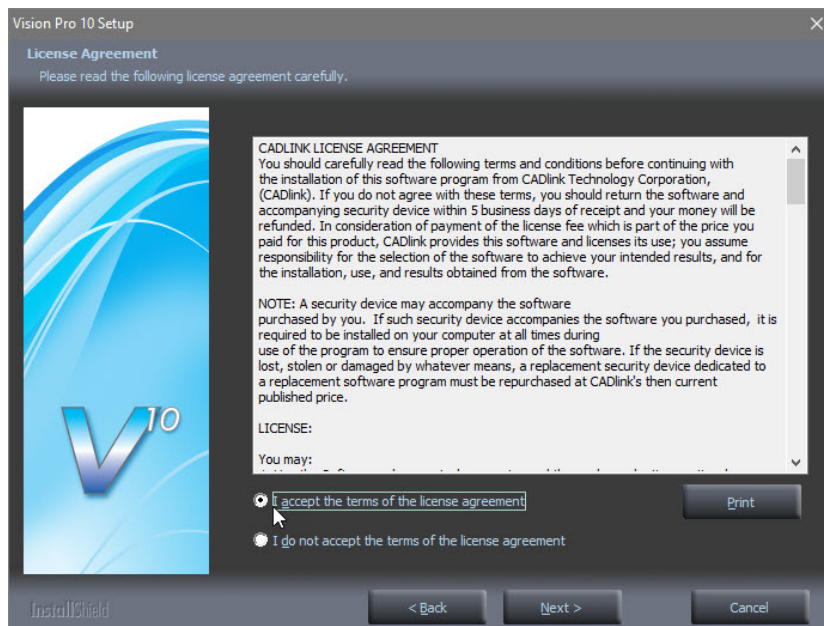 Vision Pro 10 Setup
License Agreement
Please read the following license agreement carefully.
CADLINK LICENSE AGREEMENT
You should carefully read the following terms and conditions before continuing with
the installation of this software program from CADlink Technology Corporation,
(CADlink). If you do not agree with these terms, you should return the software and
accompanying security device within 5 business days of receipt and your money will be
refunded. In consideration of payment of the license fee which is part of the price you
paid for this product, CADlink provides this software and licenses its use; you assume
responsibility for the selection of the software to achieve your intended results, and for
the installation, use, and results obtained from the software.
NOTE: A security device may accompany the software
purchased by you. If such security device accompanies the software you purchased, it is
required to be installed on your computer at all times during
use of the program to ensure proper operation of the software. If the security device is
lost, stolen or damaged by whatever means, a replacement security device dedicated to
a replacement software program must be repurchased at CADlink's then current
published price.
LICENSE:
You may:
V10
I accept the terms of the license agreement
Print
I do not accept the terms of the license agreement
InstallShield
< Back
Next >
Cancel